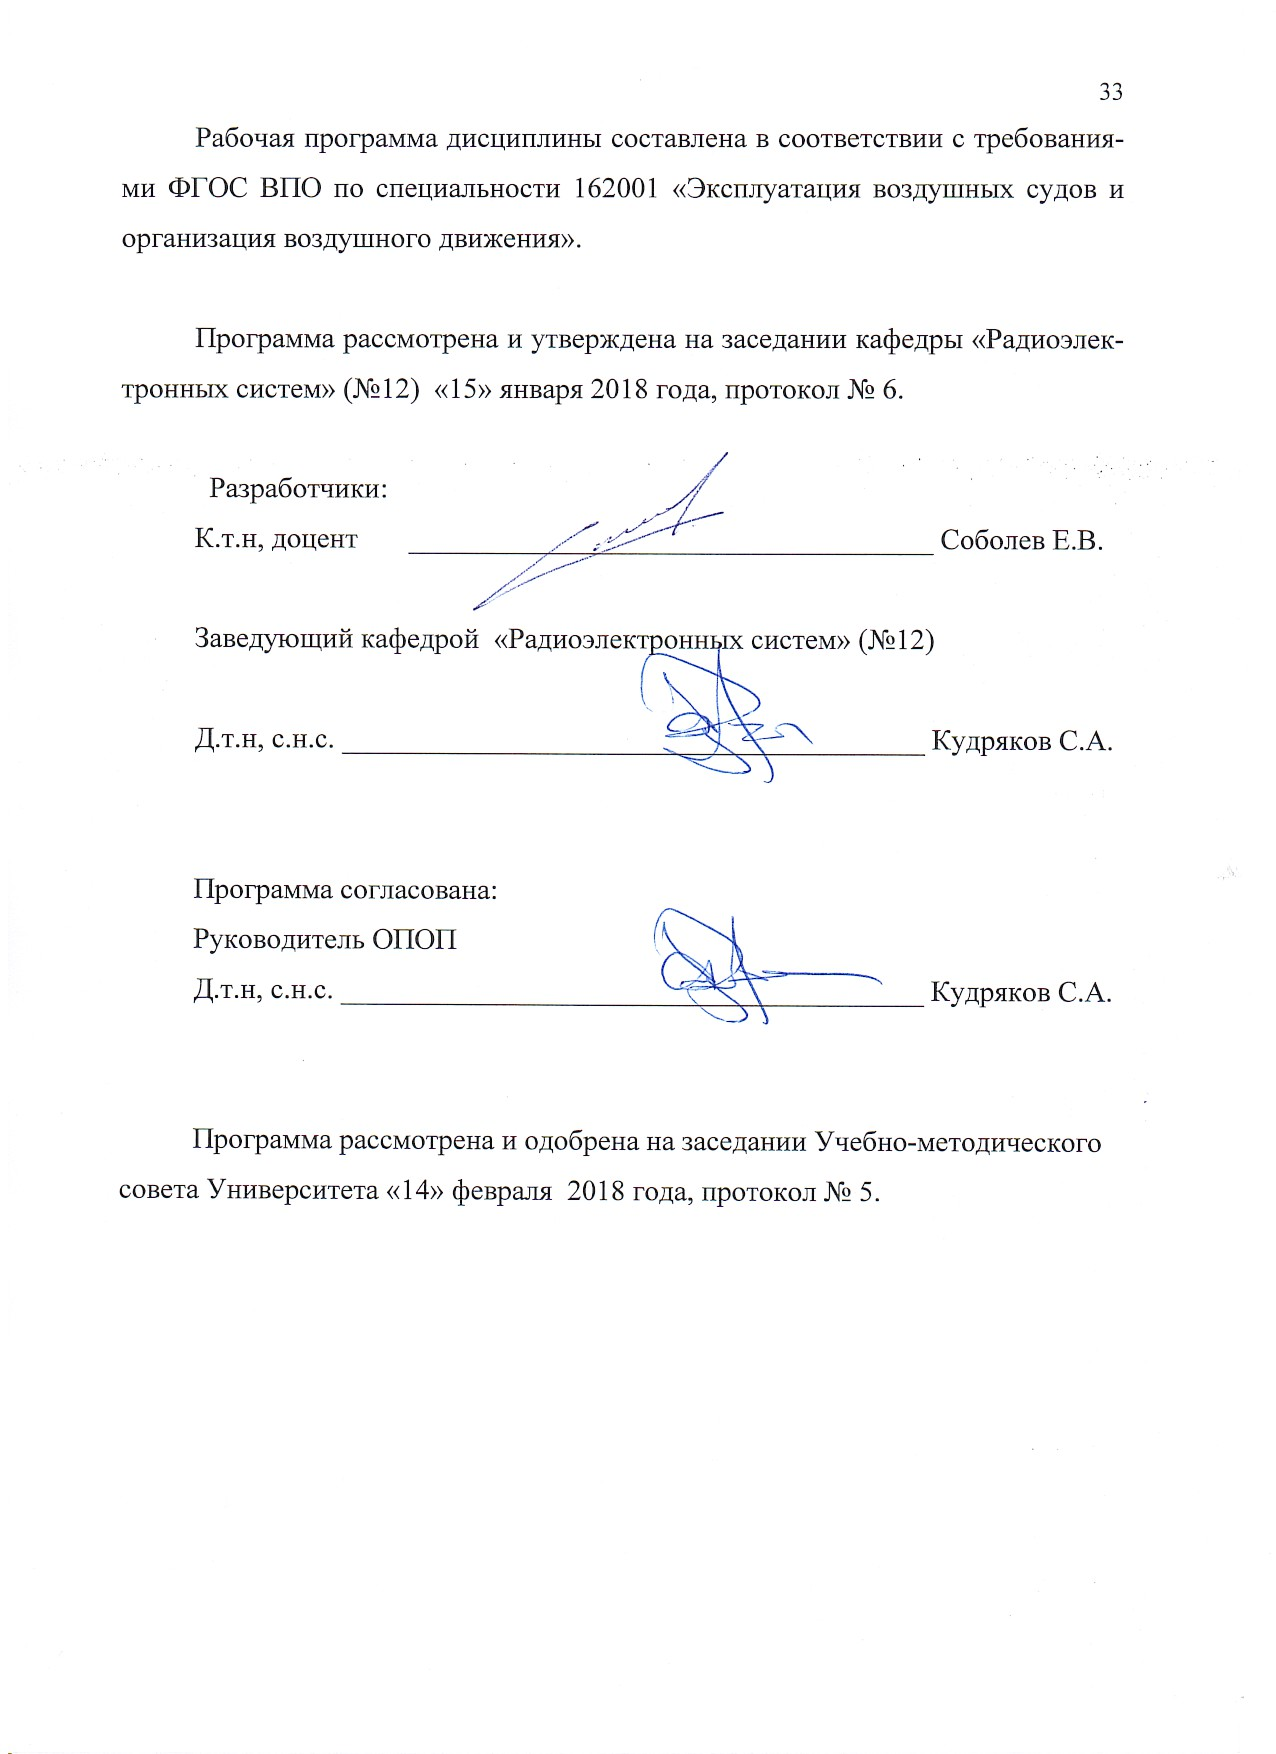 33
Рабочая программа дисциплины составлена в соответствии с требования-
ми ФГОС ВПО по специальности 162001 «Эксплуатация воздушных судов и
организация воздушного движения».
Программа рассмотрена и утверждена на заседании кафедры «Радиоэлек-
тронных систем» (№12) «15» января 2018 года, протокол № 6.
Разработчики:
К.т.н, доцент ____________________ Соболев Е.В.
Заведующий кафедрой «Радиоэлектронных систем» (№12)
Д.т.н, с.н.с. ____________________ Кудряков С.А.
Программа согласована:
Руководитель ОПОП
Д.т.н, с.н.с. ____________________ Кудряков С.А.
Программа рассмотрена и одобрена на заседании Учебно-методического
совета Университета «14» февраля 2018 года, протокол № 5.